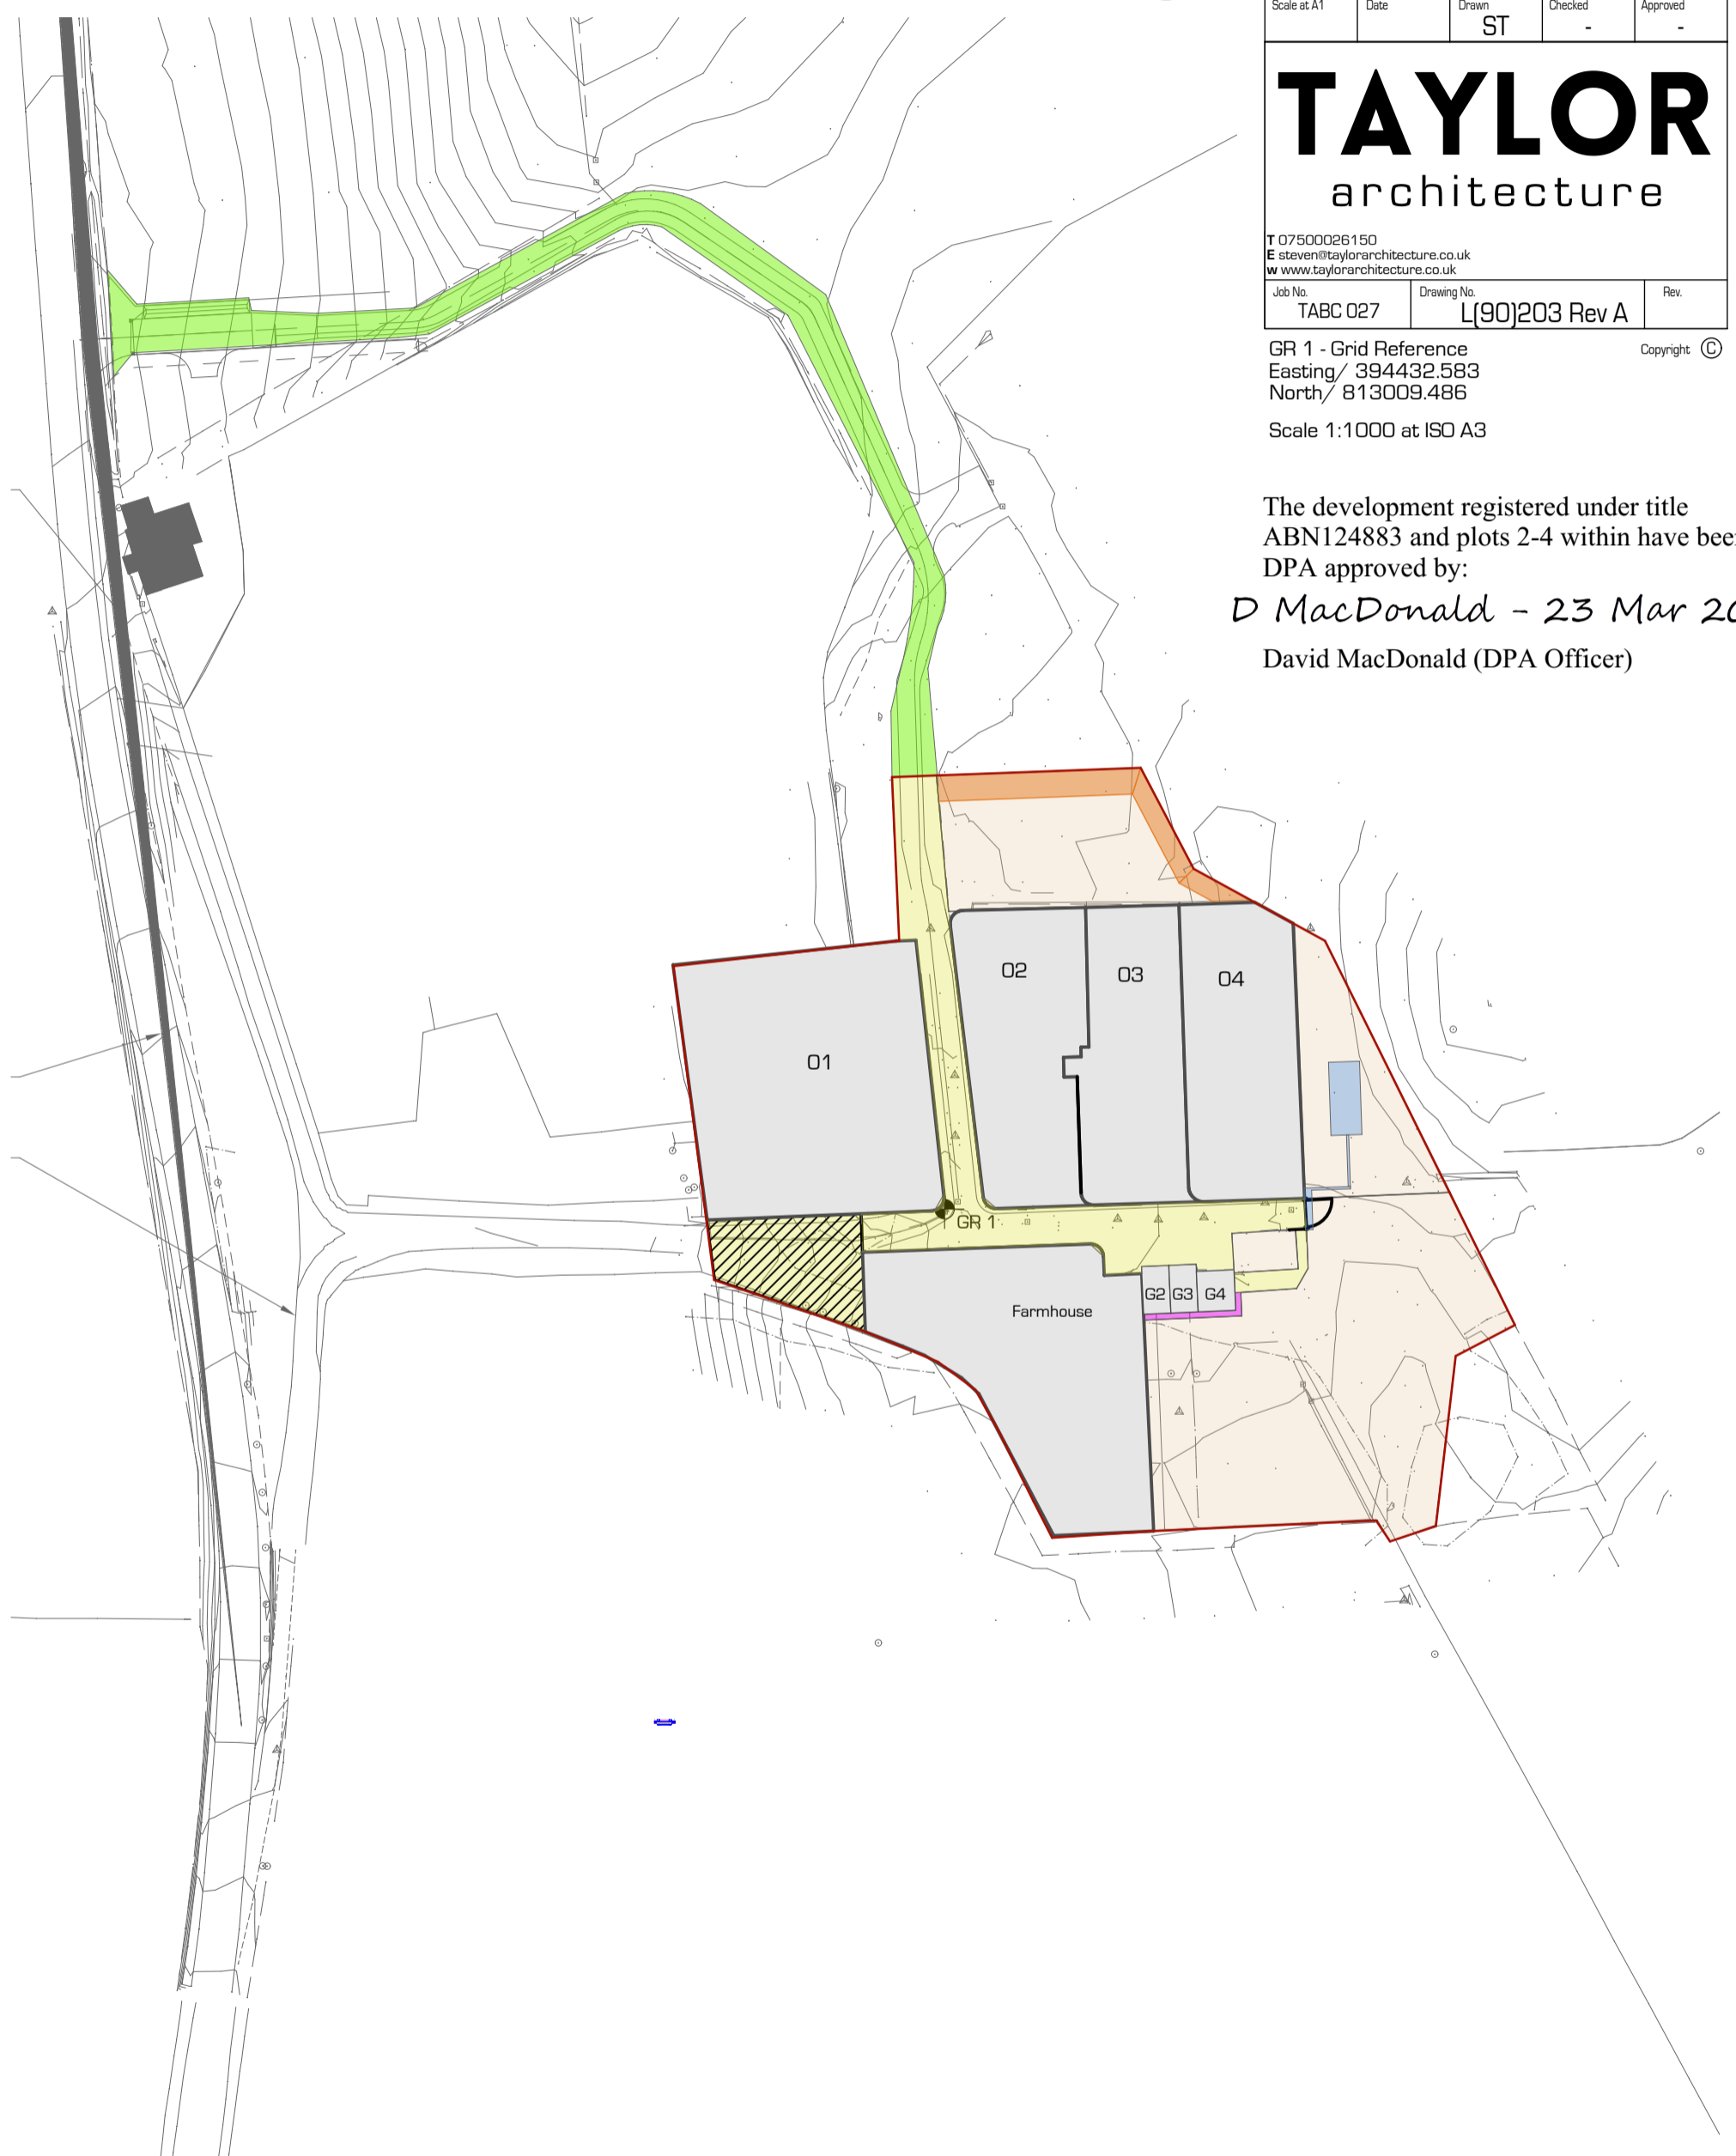 Scale at A1 Date Drawn Checked Approved
ST - -
TAYLOR
architecture
T 07500026150
E steven@taylorarchitecture.co.uk
w www.taylorarchitecture.co.uk
Job No. Drawing No. Rev.
TABC 027 L(90)203 Rev A
GR 1 - Grid Reference Copyright ©
Easting/ 394432.583
North/ 813009.486
Scale 1:1000 at ISO A3
The development registered under title
ABN124883 and plots 2-4 within have
DPA approved by:
D MacDonald - 23 Mar
David MacDonald (DPA Officer)
02
03
04
01
GR 1
G2 G3 G4
Farmhouse